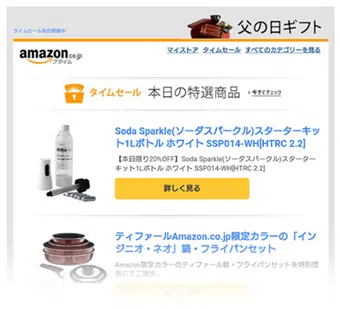 タイムセール毎日開催中!
父の日ギフト
amazon.co.jp
プライム
マイストア タイムセール すべてのカテゴリーを見る
タイムセール 本日の特選商品 今すぐチェック
Soda Sparkle(ソーダスパークル)スターターキッ
ト1Lボトル ホワイト SSP014-WH[HTRC 2.2]
【本日限り20%OFF】Soda Sparkle(ソーダスパークル)スター
ターキット1Lボトル ホワイト SSP014-WH[HTRC 2.2]
詳しく見る
ティファールAmazon.co.jp限定カラーの「イン
ジニオ・ネオ」鍋・フライパンセット
Amazon限定カラーのティファール鍋・フライパンセットを特別価
格にてご提供。